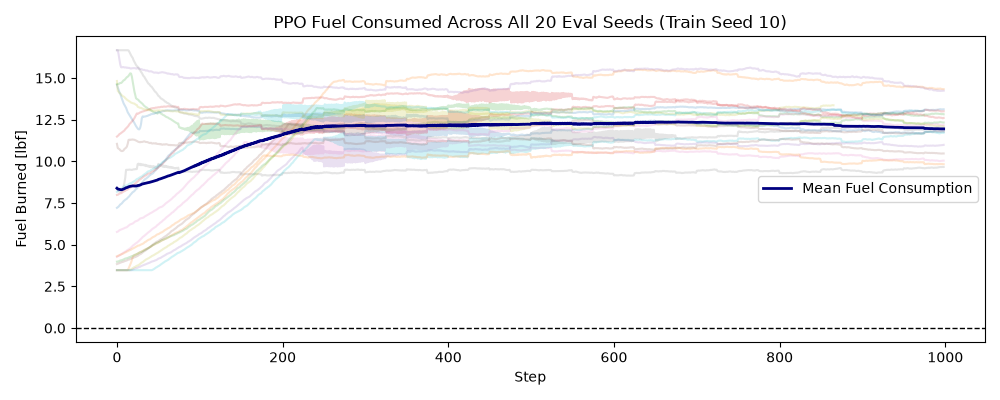 PPO Fuel Consumed Across All 20 Eval Seeds (Train Seed 10)
Fuel Burned [lbf]
15.0
12.5
10.0
7.5
5.0
2.5
0.0
Mean Fuel Consumption
0 200 400 600 800 1000
Step